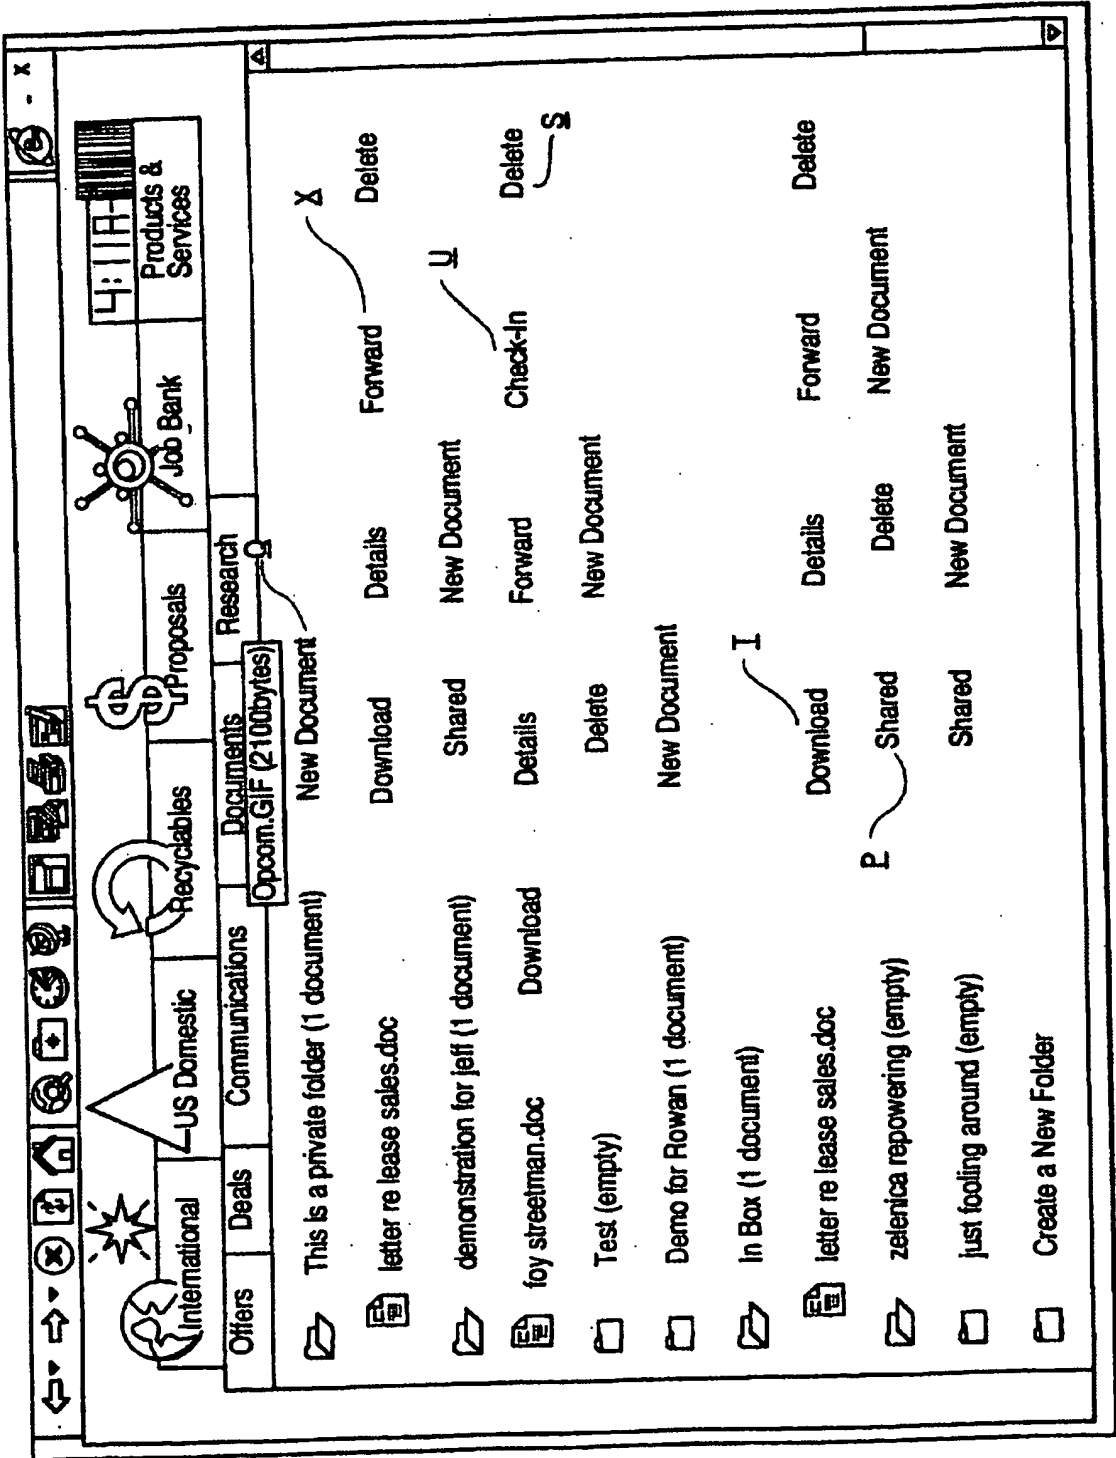 - x
4:11A
International US Domestic Recyclables Proposals Job Bank Products & Services
Offers Deals Communications Documents Research
Opcom.GIF (2100bytes)
Q
This is a private folder (1 document) New Document
X
letter re lease sales.doc Download Details Forward Delete
demonstration for jeff (1 document) Shared New Document
U
foy streetman.doc Download Details Forward Check-In Delete
S
Test (empty) Delete New Document
Demo for Rowan (1 document) New Document
In Box (1 document)
I
letter re lease sales.doc Download Details Forward Delete
P
zelenica repowering (empty) Shared Delete New Document
just fooling around (empty) Shared New Document
Create a New Folder